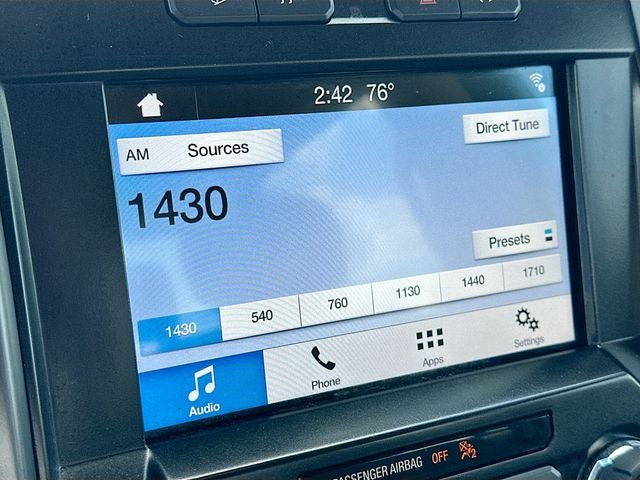 2:42 76°
AM Sources
Direct Tune
1430
Presets
1430 540 760 1130 1440 1710
Audio Phone Apps Settings
PASSENGER AIRBAG OFF 2